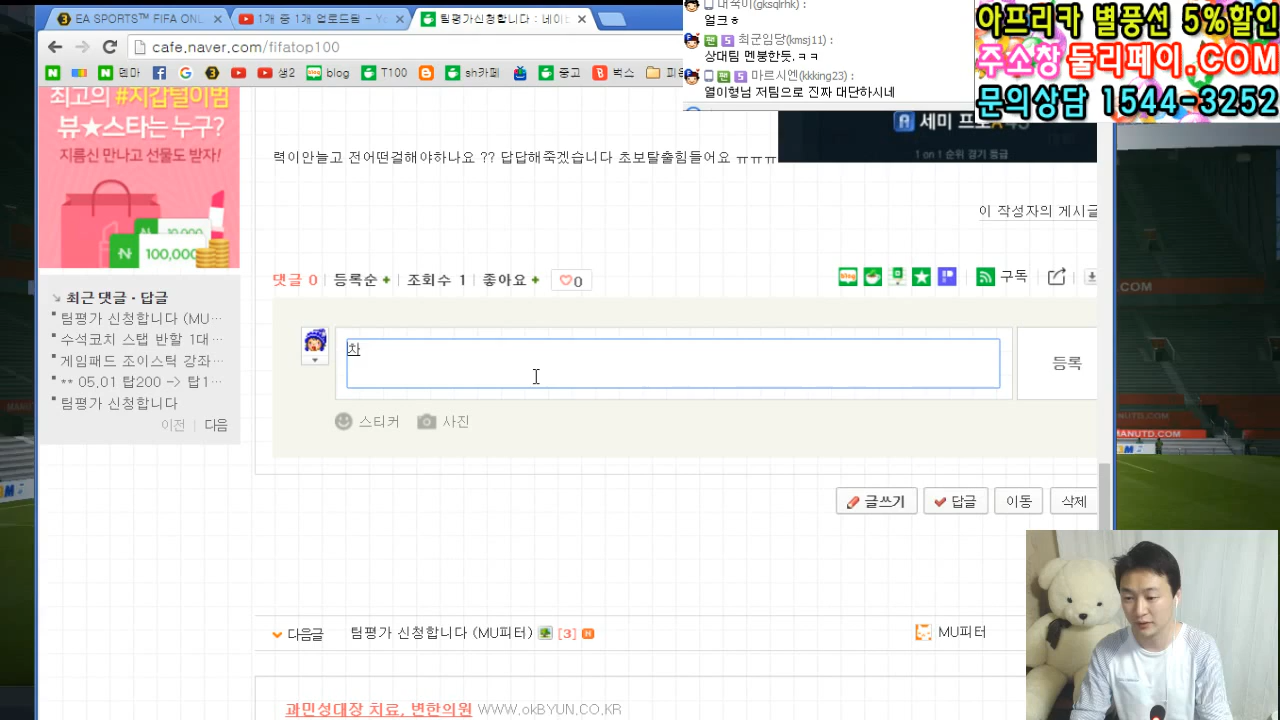 EA SPORTS™ FIFA ONL
1개 중 1개 업로드됨 - Yo
팀평가신청합니다 : 네이버
cafe.naver.com/fifatop100
blog
T100
sh카페
중고
벅스
얼크ㅎ
팬 5 최군임당(kmsj11) :
상대팀 멘붕한듯.ㅋㅋ
팬 5 마르시엔(kkking23) :
열이형님 저팀으로 진짜 대단하시네
아프리카 별풍선 5%할인
주소창 둘리페이.COM
문의상담 1544-3252
최고의 #지갑털이범
뷰★스타는 누구?
지름신 만나고 선물도 받자!
10,000
100,000
1 on 1 순위 경기 등급
력이안늘고 전어떤걸해야하나요 ?? 답답해죽겠습니다 초보탈출힘들어요 ㅠㅠㅠ
이 작성자의 게시글
댓글 0
등록순
조회수 1
좋아요
0
구독
최근 댓글 · 답글
팀평가 신청합니다 (MU…
수석코치 스탭 반할 1대…
게임패드 조이스틱 강좌…
** 05.01 탑200 -> 탑1…
팀평가 신청합니다
이전
다음
차
등록
스티커
사진
글쓰기
답글
이동
삭제
다음글
팀평가 신청합니다 (MU피터) [3]
MU피터
과민성대장 치료, 변한의원 WWW.okBYUN.CO.KR
.COM
MANUTD.COM